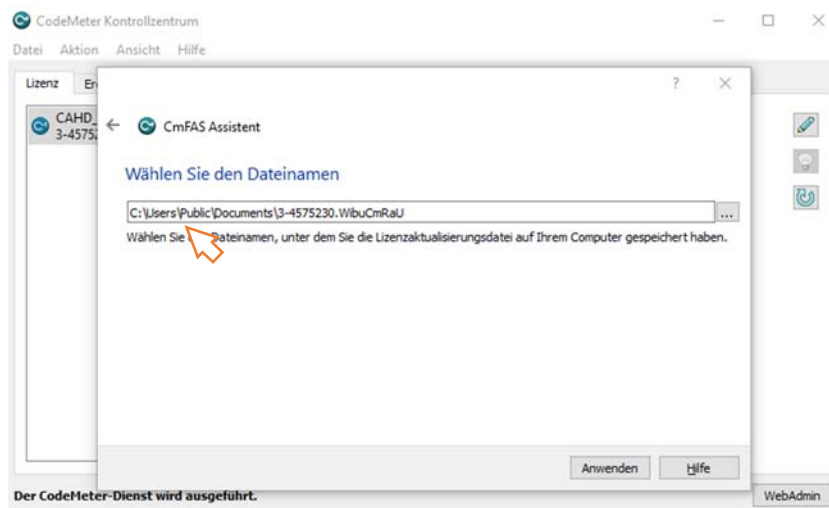 CodeMeter Kontrollzentrum
Datei Aktion Ansicht Hilfe
Lizenz
CAHD_
CmFAS Assistent
Wählen Sie den Dateinamen
C:\Users\Public\Documents\3-4575230.WibuCmRaU
...
Wählen Sie Dateinamen, unter dem Sie die Lizenzaktualisierungsdatei auf Ihrem Computer gespeichert haben.
Anwenden Hilfe
Der CodeMeter-Dienst wird ausgeführt.
WebAdmin